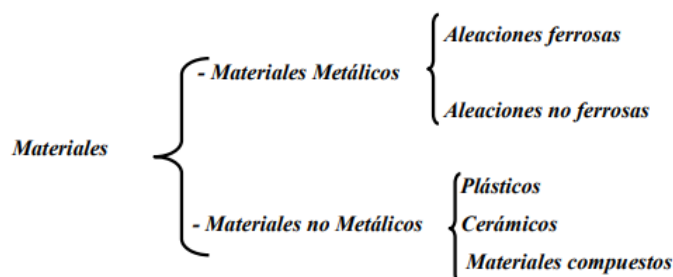 Aleaciones ferrosas
- Materiales Metálicos
Aleaciones no ferrosas
Materiales
Plásticos
- Materiales no Metálicos
Cerámicos
Materiales compuestos